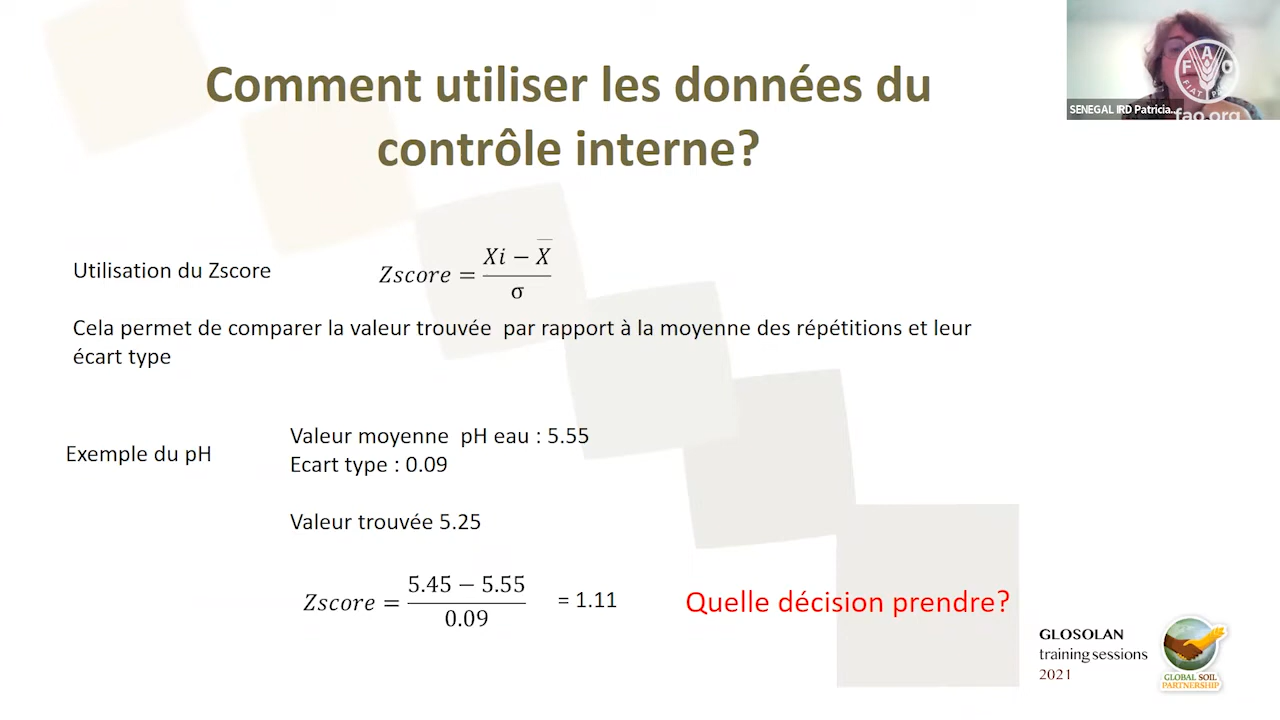 Comment utiliser les données du
contrôle interne?
FAO
FIAT PANIS
fao.org
SENEGAL IRD Patricia...
Utilisation du Zscore
Zscore = (Xi − X̅) / σ
Cela permet de comparer la valeur trouvée par rapport à la moyenne des répétitions et leur
écart type
Exemple du pH
Valeur moyenne pH eau : 5.55
Ecart type : 0.09
Valeur trouvée 5.25
Zscore = (5.45 − 5.55) / 0.09 = 1.11
Quelle décision prendre?
GLOSOLAN
training sessions
2021
GLOBAL SOIL
PARTNERSHIP